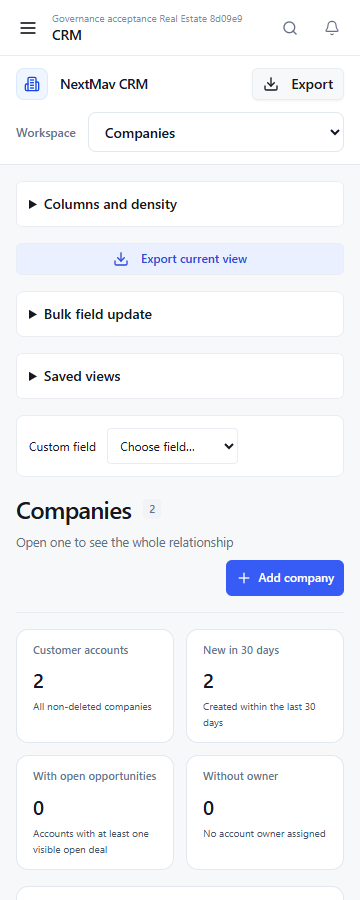 Governance acceptance Real Estate 8d09e9
CRM
NextMav CRM
Export
Workspace
Companies
Columns and density
Export current view
Bulk field update
Saved views
Custom field
Choose field...
Companies
2
Open one to see the whole relationship
Add company
Customer accounts
2
All non-deleted companies
New in 30 days
2
Created within the last 30
days
With open opportunities
0
Accounts with at least one
visible open deal
Without owner
0
No account owner assigned